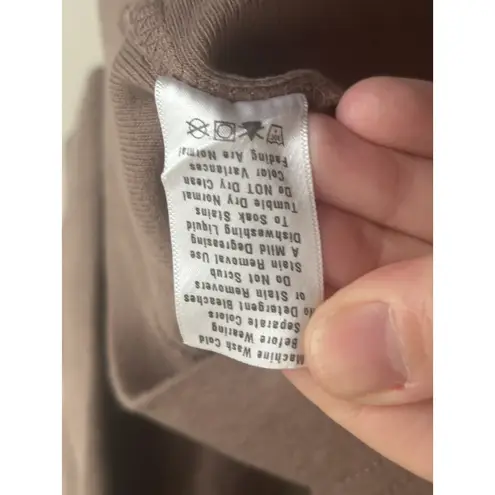 Machine Wash Cold
Before Wearing
Separate Colors
No Detergent Bleaches
or Stain Removers
Do Not Scrub
Stain Removal Use
A Mild Degreasing
Dishwashing Liquid
To Soak Stains
Tumble Dry Normal
Do NOT Dry Clean
Color Variances
Fading Are Normal